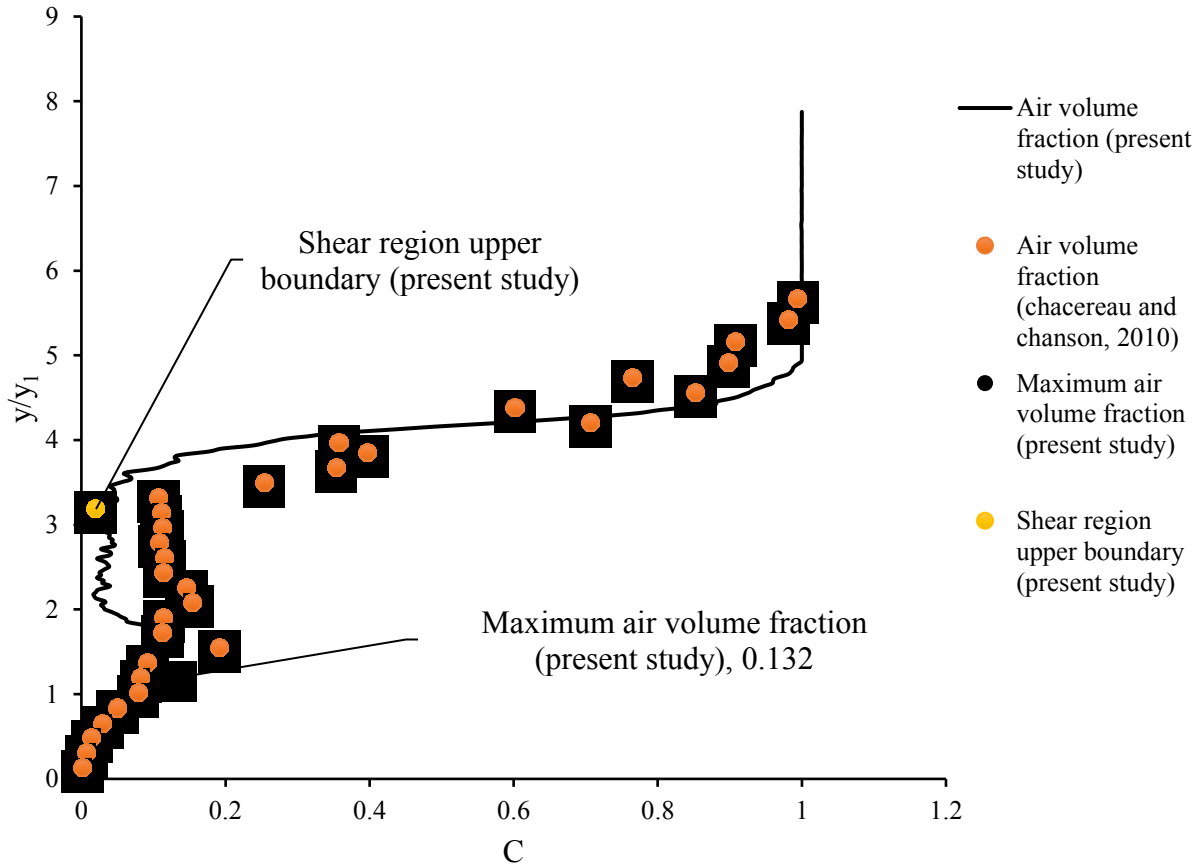 9
8
7
6
5
4
3
2
1
0
y/y₁
0
0.2
0.4
0.6
0.8
1
1.2
C
Shear region upper
boundary (present study)
Maximum air volume fraction
(present study), 0.132
Air volume
fraction (present
study)
Air volume
fraction
(chacereau and
chanson, 2010)
Maximum air
volume fraction
(present study)
Shear region
upper boundary
(present study)